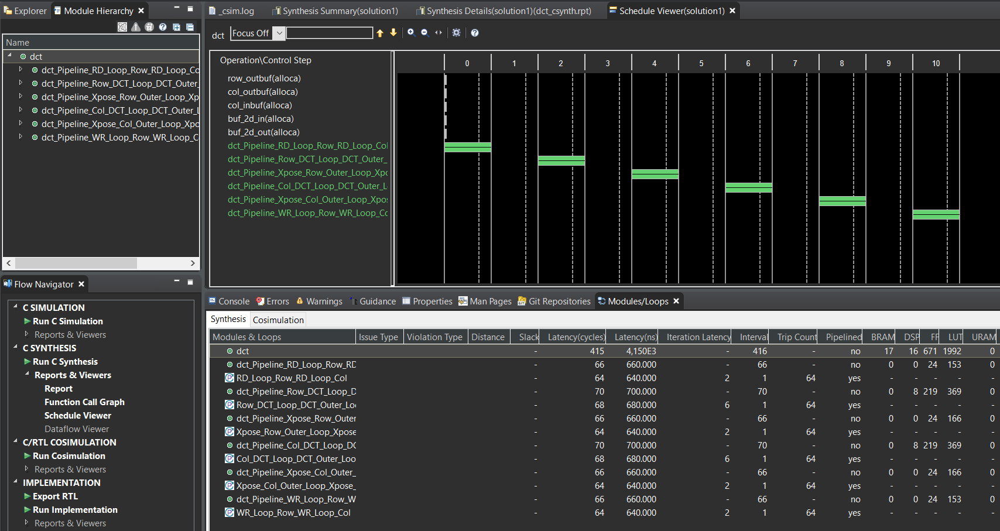 Explorer Module Hierarchy
Name
dct
dct_Pipeline_RD_Loop_Row_RD_Loop_Co
dct_Pipeline_Row_DCT_Loop_DCT_Outer_
dct_Pipeline_Xpose_Row_Outer_Loop_Xp
dct_Pipeline_Col_DCT_Loop_DCT_Outer_L
dct_Pipeline_Xpose_Col_Outer_Loop_Xpo
dct_Pipeline_WR_Loop_Row_WR_Loop_C
Flow Navigator
C SIMULATION
Run C Simulation
Reports & Viewers
C SYNTHESIS
Run C Synthesis
Reports & Viewers
Report
Function Call Graph
Schedule Viewer
Dataflow Viewer
C/RTL COSIMULATION
Run Cosimulation
Reports & Viewers
IMPLEMENTATION
Export RTL
Run Implementation
Reports & Viewers
_csim.log Synthesis Summary(solution1) Synthesis Details(solution1)(dct_csynth.rpt) Schedule Viewer(solution1)
dct Focus Off
Operation\Control Step 0 1 2 3 4 5 6 7 8 9 10
row_outbuf(alloca)
col_outbuf(alloca)
col_inbuf(alloca)
buf_2d_in(alloca)
buf_2d_out(alloca)
dct_Pipeline_RD_Loop_Row_RD_Loop_Col
dct_Pipeline_Row_DCT_Loop_DCT_Outer_
dct_Pipeline_Xpose_Row_Outer_Loop_Xpo
dct_Pipeline_Col_DCT_Loop_DCT_Outer_L
dct_Pipeline_Xpose_Col_Outer_Loop_Xpos
dct_Pipeline_WR_Loop_Row_WR_Loop_Co
Console Errors Warnings Guidance Properties Man Pages Git Repositories Modules/Loops
Synthesis Cosimulation
Modules & Loops Issue Type Violation Type Distance Slack Latency(cycles) Latency(ns) Iteration Latency Interval Trip Count Pipelined BRAM DSP FF LUT URAM
dct - 415 4,150E3 - 416 - no 17 16 671 1992 0
dct_Pipeline_RD_Loop_Row_RD - 66 660.000 - 66 - no 0 0 24 153 0
RD_Loop_Row_RD_Loop_Col - 64 640.000 2 1 64 yes - - - - -
dct_Pipeline_Row_DCT_Loop_D - 70 700.000 - 70 - no 0 8 219 369 0
Row_DCT_Loop_DCT_Outer_Lo - 68 680.000 6 1 64 yes - - - - -
dct_Pipeline_Xpose_Row_Outer - 66 660.000 - 66 - no 0 0 24 166 0
Xpose_Row_Outer_Loop_Xpose - 64 640.000 2 1 64 yes - - - - -
dct_Pipeline_Col_DCT_Loop_DC - 70 700.000 - 70 - no 0 8 219 369 0
Col_DCT_Loop_DCT_Outer_Loo - 68 680.000 6 1 64 yes - - - - -
dct_Pipeline_Xpose_Col_Outer_ - 66 660.000 - 66 - no 0 0 24 166 0
Xpose_Col_Outer_Loop_Xpose_ - 64 640.000 2 1 64 yes - - - - -
dct_Pipeline_WR_Loop_Row_W - 66 660.000 - 66 - no 0 0 24 153 0
WR_Loop_Row_WR_Loop_Col - 64 640.000 2 1 64 yes - - - - -